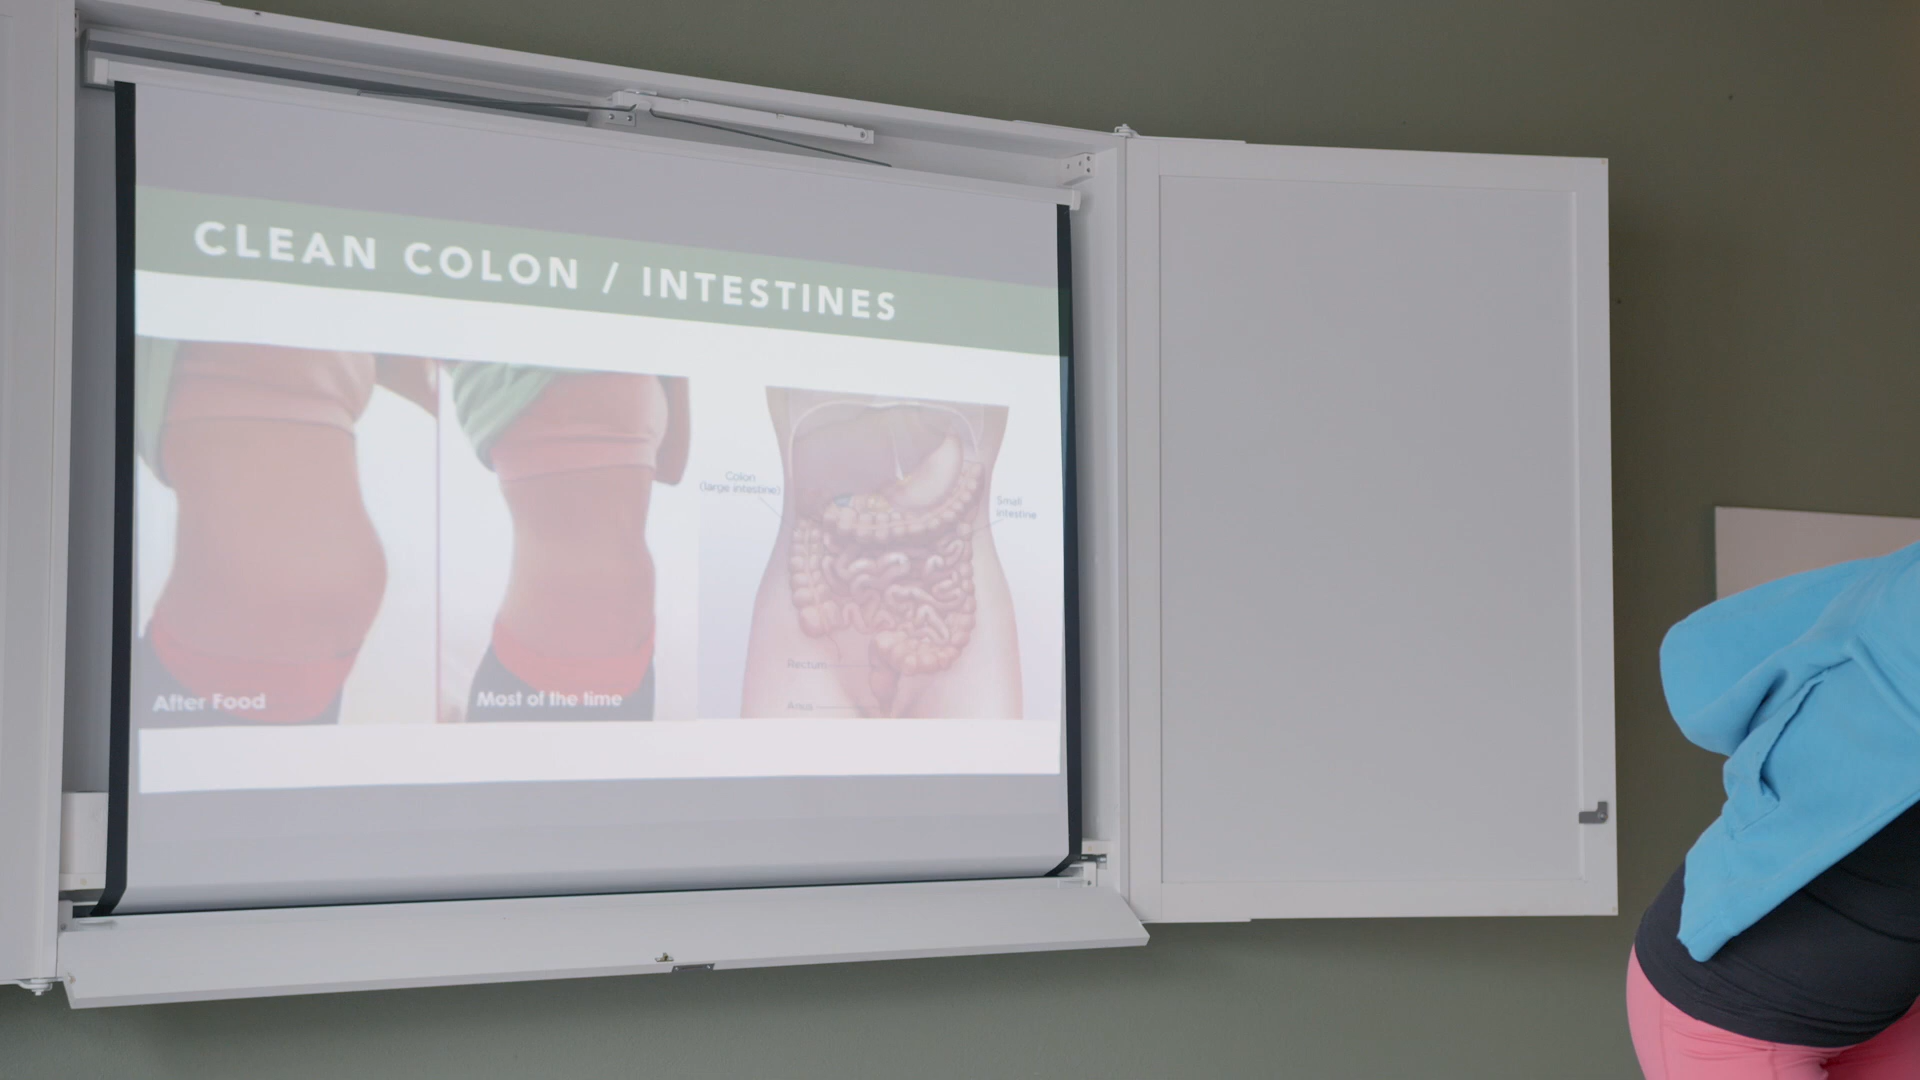 CLEAN COLON / INTESTINES
Colon
(large intestine)
Small
intestine
Rectum
Anus
After Food
Most of the time